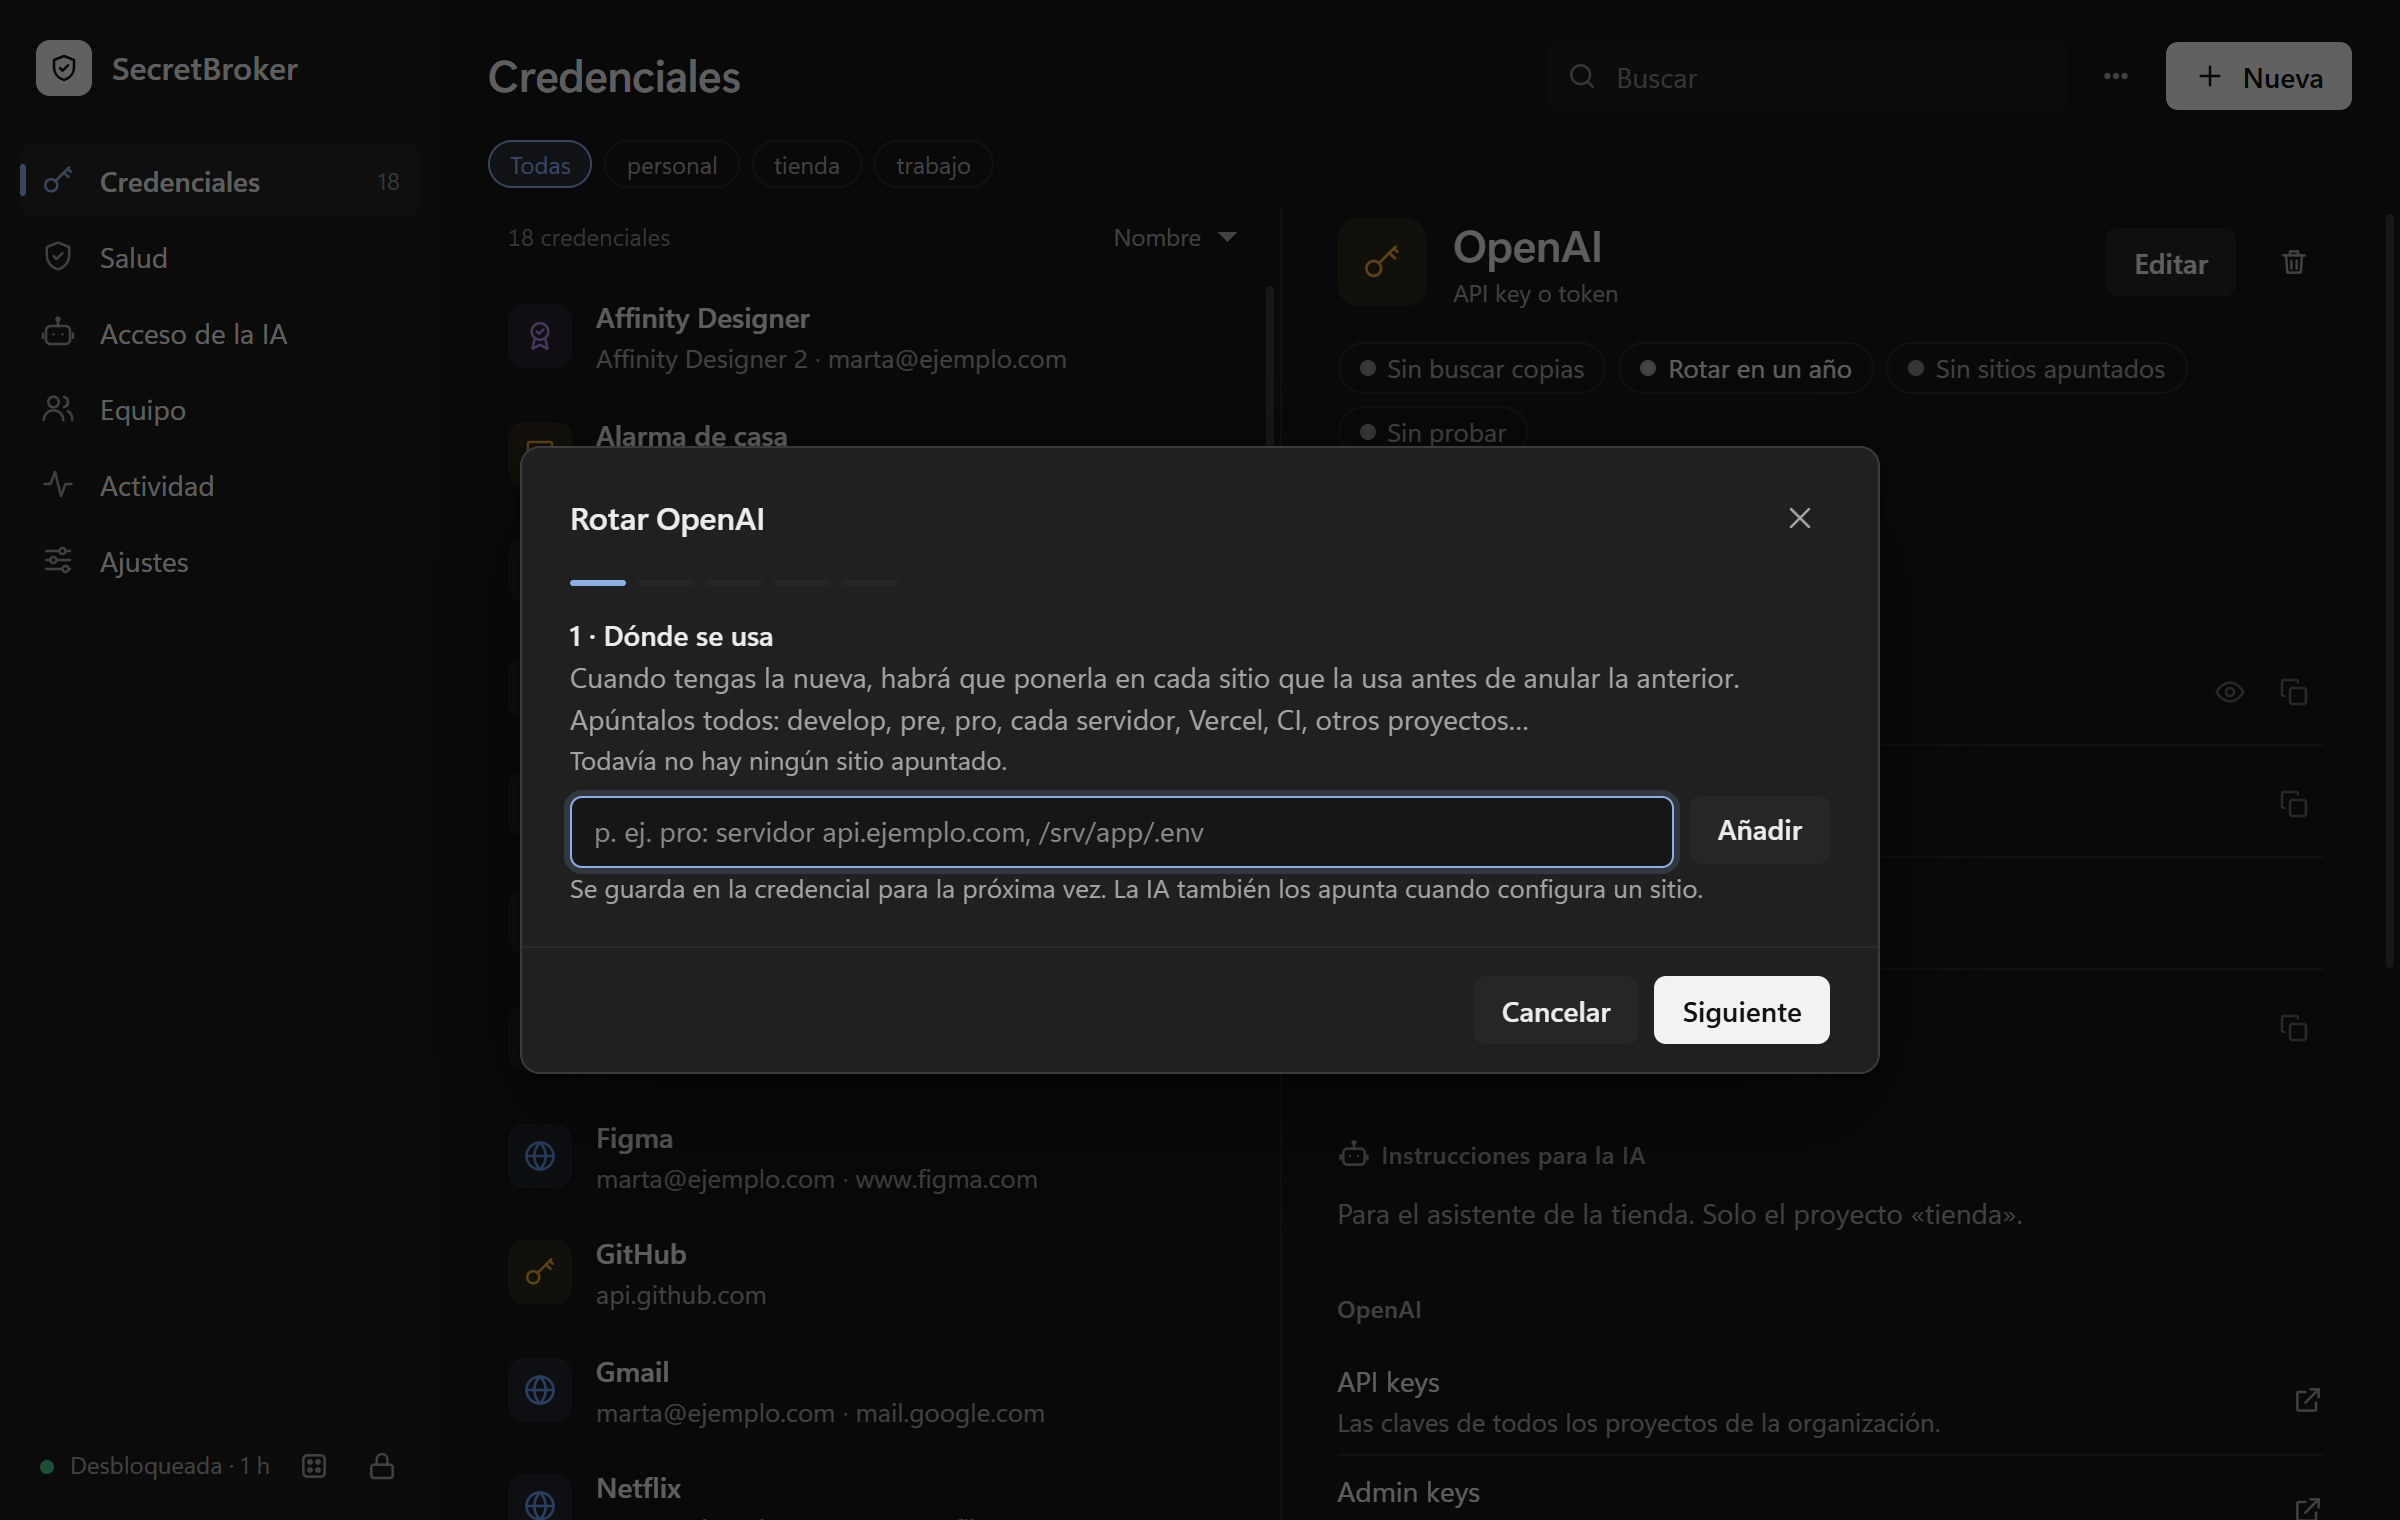 SecretBroker
Credenciales 18
Salud
Acceso de la IA
Equipo
Actividad
Ajustes
Desbloqueada · 1 h
Credenciales
Buscar
Nueva
Todas personal tienda trabajo
18 credenciales Nombre
Affinity Designer
Affinity Designer 2 · marta@ejemplo.com
Alarma de casa
Figma
marta@ejemplo.com · www.figma.com
GitHub
api.github.com
Gmail
marta@ejemplo.com · mail.google.com
Netflix
OpenAI
API key o token
Editar
Sin buscar copias Rotar en un año Sin sitios apuntados
Sin probar
Rotar OpenAI
1 · Dónde se usa
Cuando tengas la nueva, habrá que ponerla en cada sitio que la usa antes de anular la anterior.
Apúntalos todos: develop, pre, pro, cada servidor, Vercel, CI, otros proyectos...
Todavía no hay ningún sitio apuntado.
p. ej. pro: servidor api.ejemplo.com, /srv/app/.env
Añadir
Se guarda en la credencial para la próxima vez. La IA también los apunta cuando configura un sitio.
Cancelar Siguiente
Instrucciones para la IA
Para el asistente de la tienda. Solo el proyecto «tienda».
OpenAI
API keys
Las claves de todos los proyectos de la organización.
Admin keys